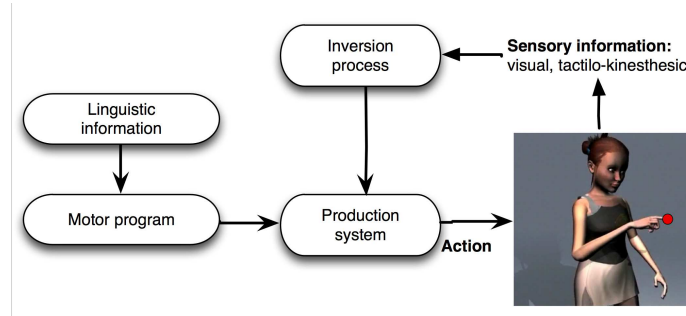 Inversion
process
Sensory information:
visual, tactilo-kinesthesic
Linguistic
information
Motor program
Production
system
Action